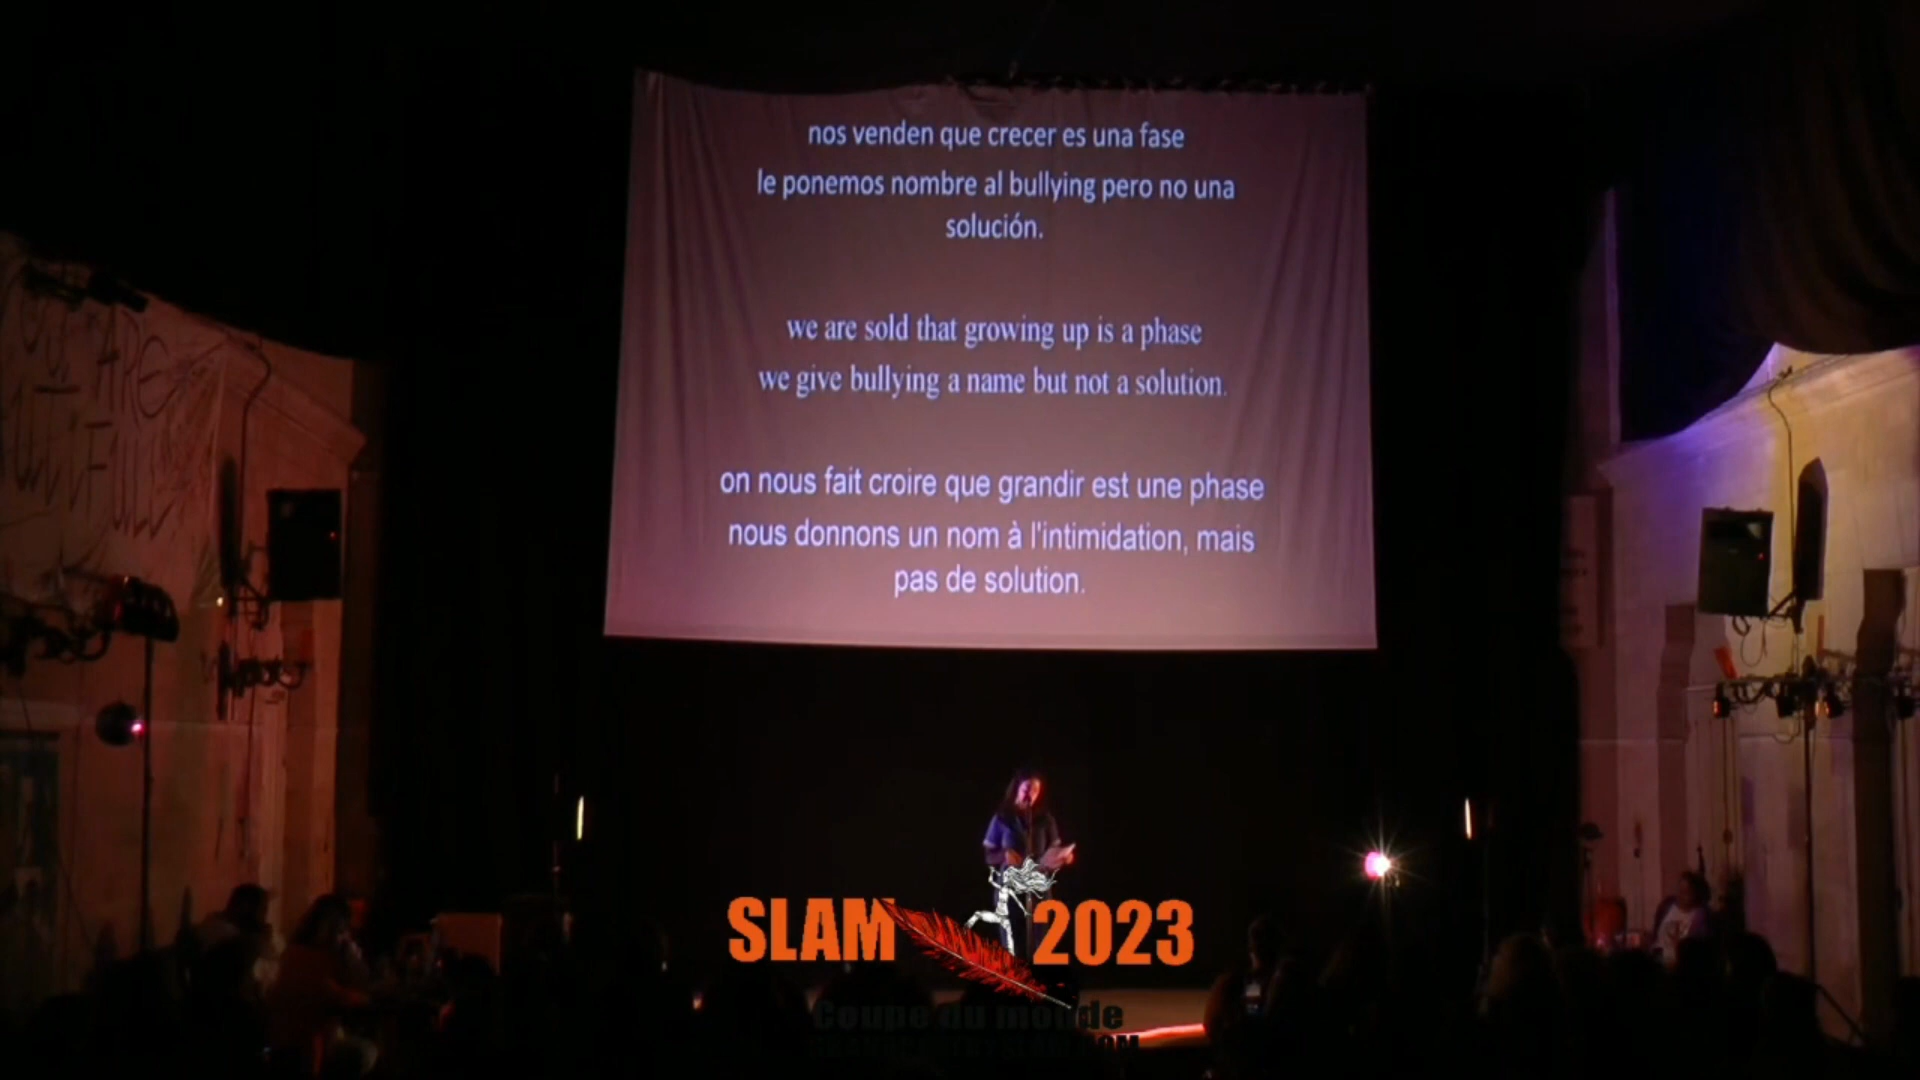 nos venden que crecer es una fase
le ponemos nombre al bullying pero no una
solución.
we are sold that growing up is a phase
we give bullying a name but not a solution.
on nous fait croire que grandir est une phase
nous donnons un nom à l'intimidation, mais
pas de solution.
ARE
SLAM 2023
Coupe du monde